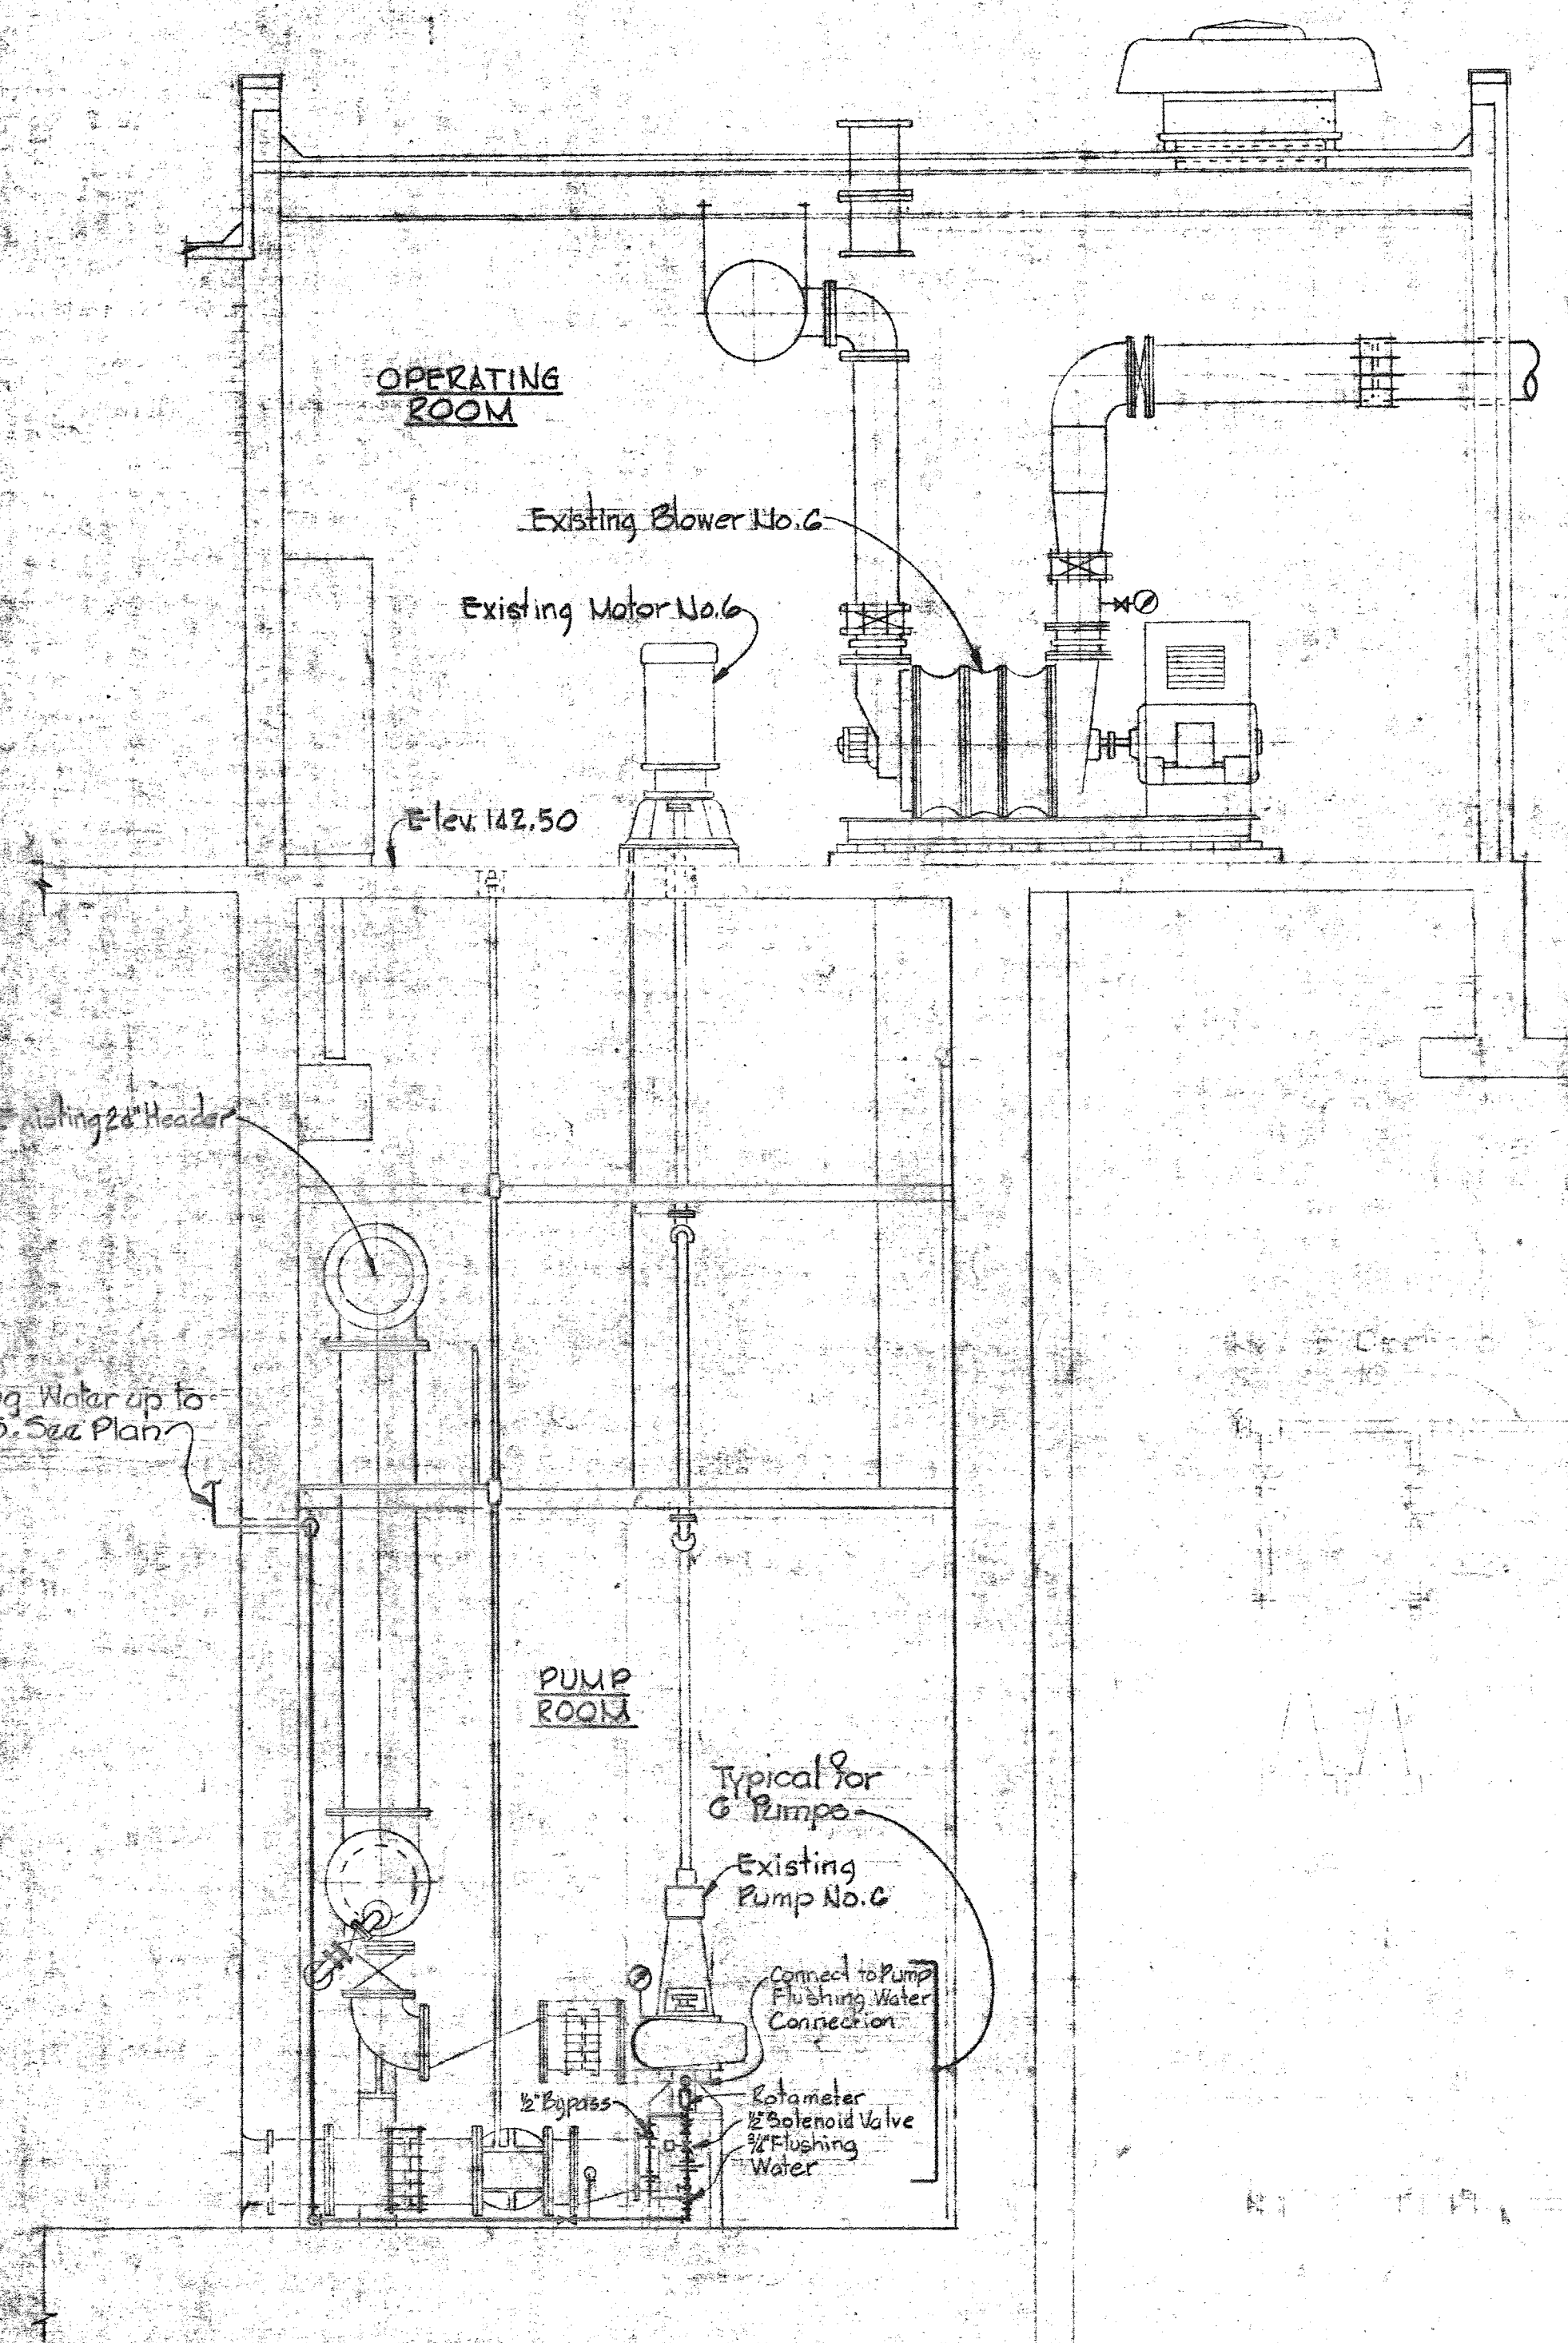 OPERATING
ROOM
Existing Blower No.6
Existing Motor No.6
Elev. 142.50
Existing 24" Header
Water up to
See Plan
PUMP
ROOM
Typical for
6 Pumps
Existing
Pump No.6
Connect to Pump
Flushing Water
Connection
1/2" Bypass
Rotameter
1/2" Solenoid Valve
3/4" Flushing
Water